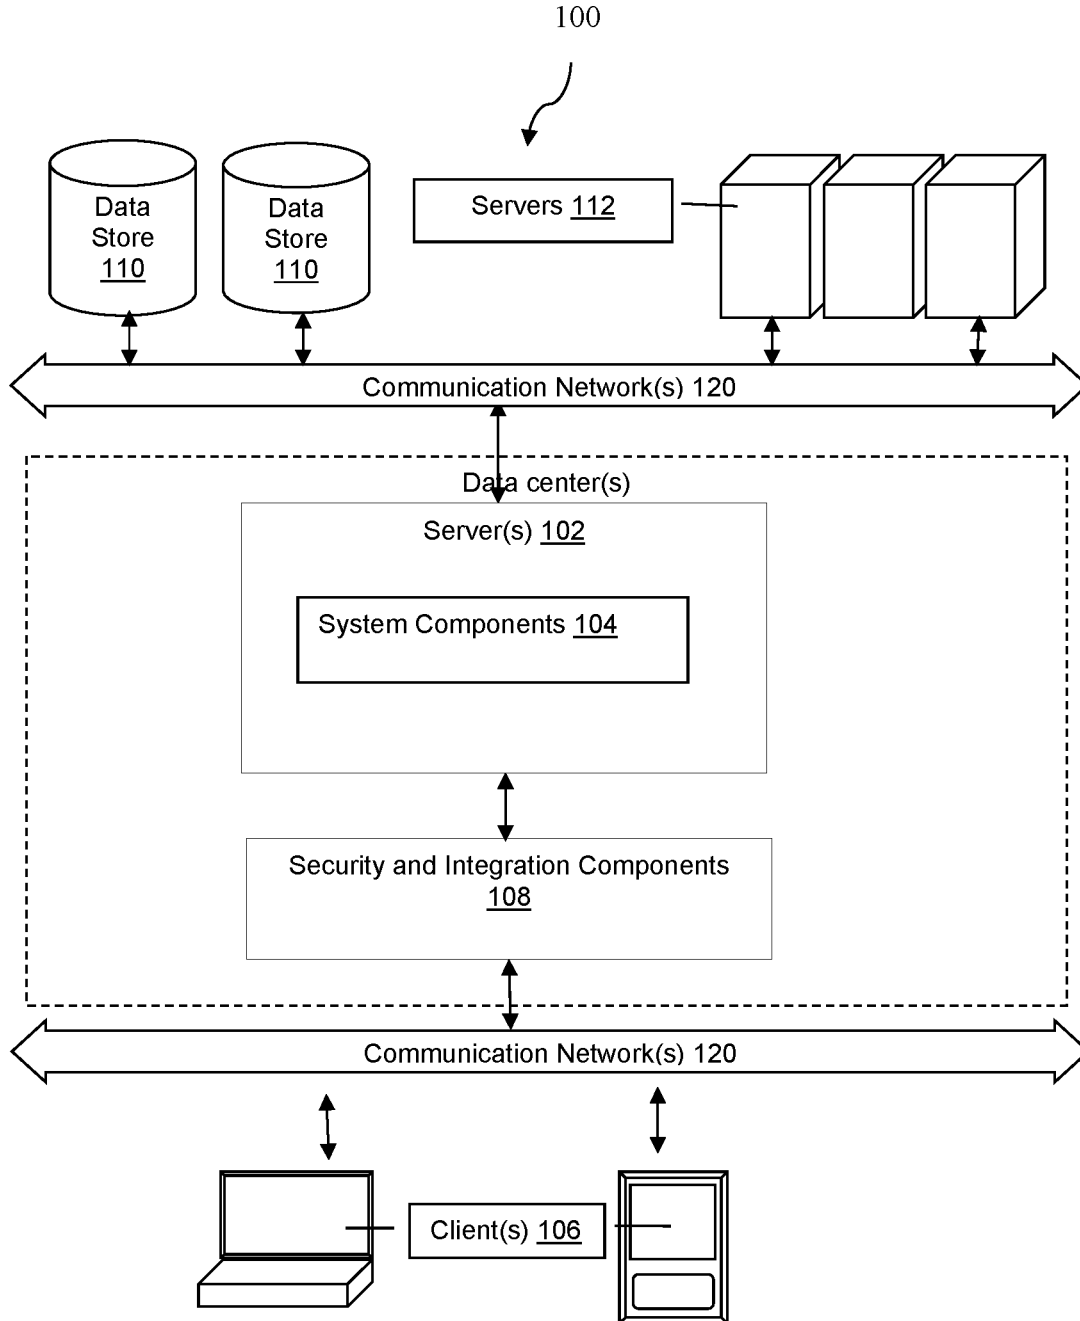 100
Data
Store
110
Data
Store
110
Servers 112
Communication Network(s) 120
Data center(s)
Server(s) 102
System Components 104
Security and Integration Components
108
Communication Network(s) 120
Client(s) 106